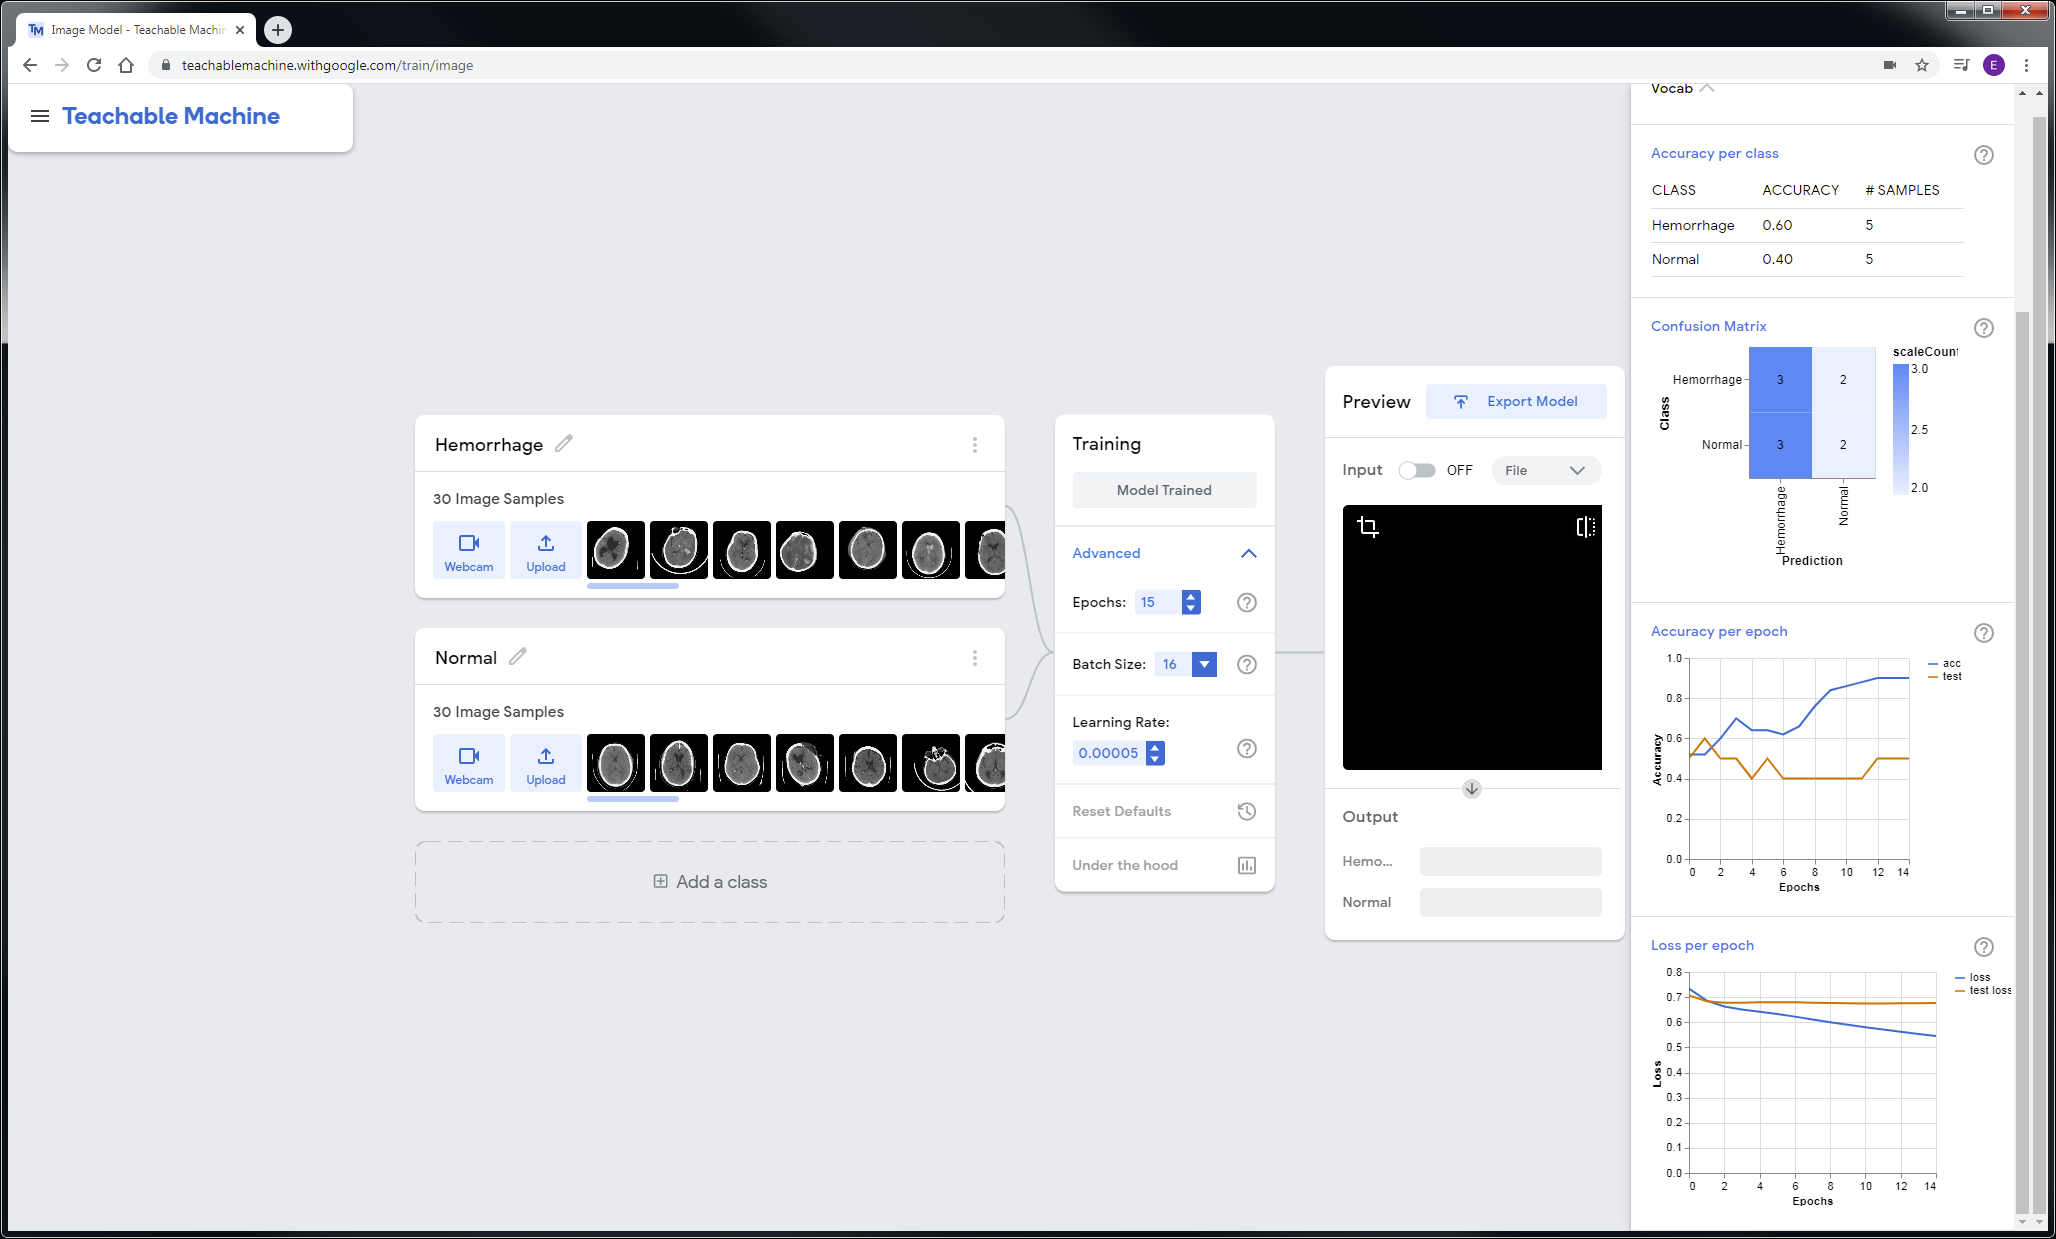 Image Model - Teachable Machin
teachablemachine.withgoogle.com/train/image
E
Teachable Machine
Hemorrhage
30 Image Samples
Webcam
Upload
Normal
30 Image Samples
Webcam
Upload
Add a class
Training
Model Trained
Advanced
Epochs: 15
Batch Size: 16
Learning Rate:
0.00005
Reset Defaults
Under the hood
Preview
Export Model
Input OFF File
Output
Hemo...
Normal
Vocab
Accuracy per class
CLASS ACCURACY # SAMPLES
Hemorrhage 0.60 5
Normal 0.40 5
Confusion Matrix
scaleCount
3.0
2.5
2.0
Class
Hemorrhage 3 2
Normal 3 2
Hemorrhage Normal
Prediction
Accuracy per epoch
acc
test
Accuracy
1.0
0.8
0.6
0.4
0.2
0.0
0 2 4 6 8 10 12 14
Epochs
Loss per epoch
loss
test loss
Loss
0.8
0.7
0.6
0.5
0.4
0.3
0.2
0.1
0.0
0 2 4 6 8 10 12 14
Epochs